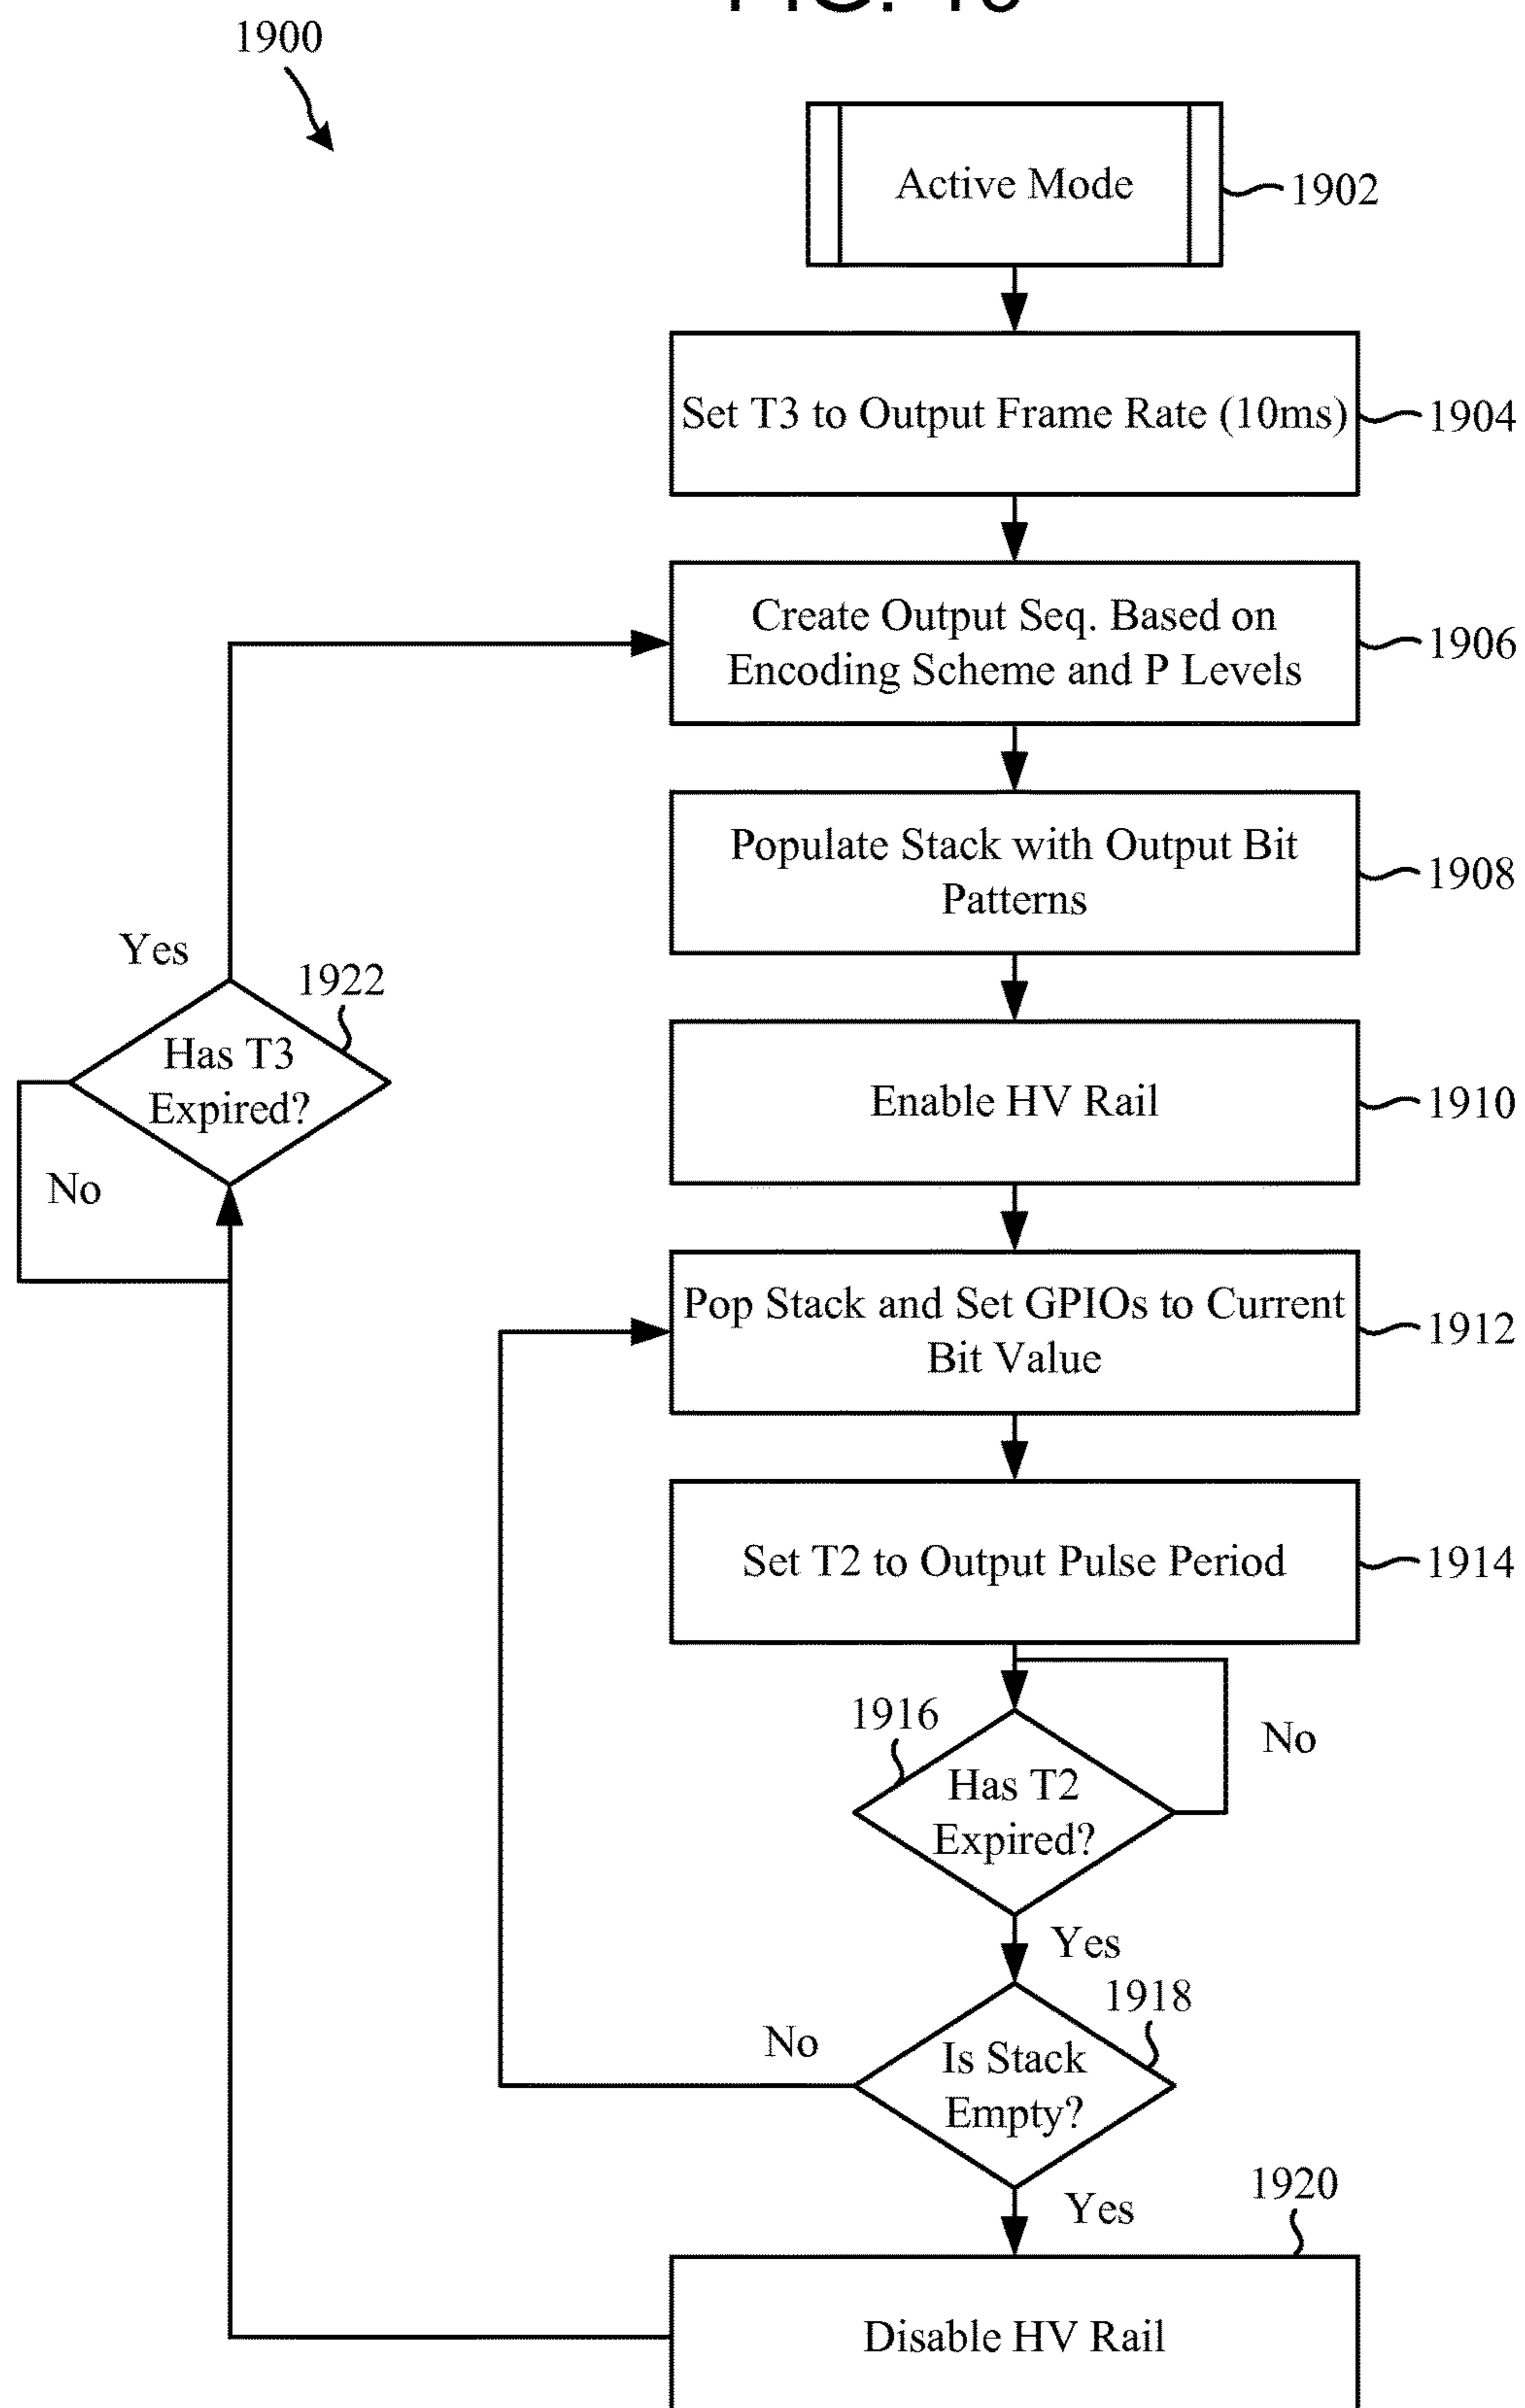 1900
Active Mode
1902
Set T3 to Output Frame Rate (10ms)
1904
Create Output Seq. Based on
Encoding Scheme and P Levels
1906
Populate Stack with Output Bit
Patterns
1908
Yes
1922
Has T3
Expired?
No
Enable HV Rail
1910
Pop Stack and Set GPIOs to Current
Bit Value
1912
Set T2 to Output Pulse Period
1914
1916
Has T2
Expired?
No
Yes
1918
Is Stack
Empty?
No
Yes
1920
Disable HV Rail